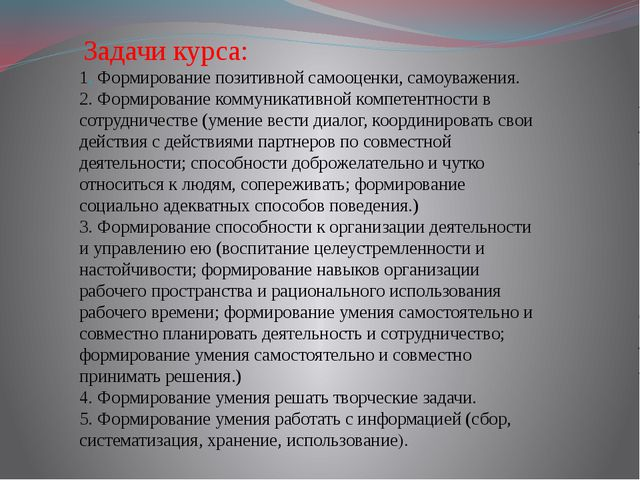 Задачи курса:
1. Формирование позитивной самооценки, самоуважения.
2. Формирование коммуникативной компетентности в
сотрудничестве (умение вести диалог, координировать свои
действия с действиями партнеров по совместной
деятельности; способности доброжелательно и чутко
относиться к людям, сопереживать; формирование
социально адекватных способов поведения.)
3. Формирование способности к организации деятельности
и управлению ею (воспитание целеустремленности и
настойчивости; формирование навыков организации
рабочего пространства и рационального использования
рабочего времени; формирование умения самостоятельно и
совместно планировать деятельность и сотрудничество;
формирование умения самостоятельно и совместно
принимать решения.)
4. Формирование умения решать творческие задачи.
5. Формирование умения работать с информацией (сбор,
систематизация, хранение, использование).